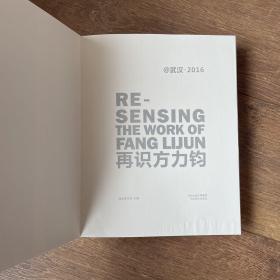 @武汉·2016
RE-
SENSING
THE WORK OF
FANG LIJUN
再识方力钧